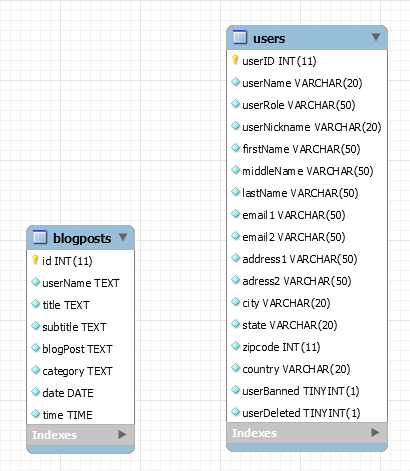 users
userID INT(11)
userName VARCHAR(20)
userRole VARCHAR(50)
userNickname VARCHAR(20)
firstName VARCHAR(50)
middleName VARCHAR(50)
lastName VARCHAR(50)
email1 VARCHAR(50)
email2 VARCHAR(50)
address1 VARCHAR(50)
adress2 VARCHAR(50)
city VARCHAR(20)
state VARCHAR(20)
zipcode INT(11)
country VARCHAR(20)
userBanned TINYINT(1)
userDeleted TINYINT(1)
Indexes
blogposts
id INT(11)
userName TEXT
title TEXT
subtitle TEXT
blogPost TEXT
category TEXT
date DATE
time TIME
Indexes